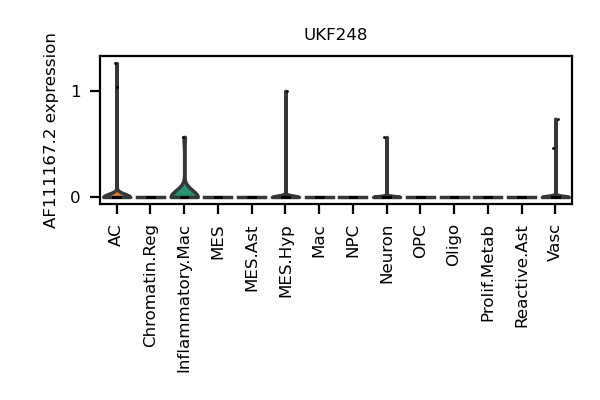 UKF248
AF111167.2 expression
1
0
AC
Chromatin.Reg
Inflammatory.Mac
MES
MES.Ast
MES.Hyp
Mac
NPC
Neuron
OPC
Oligo
Prolif.Metab
Reactive.Ast
Vasc